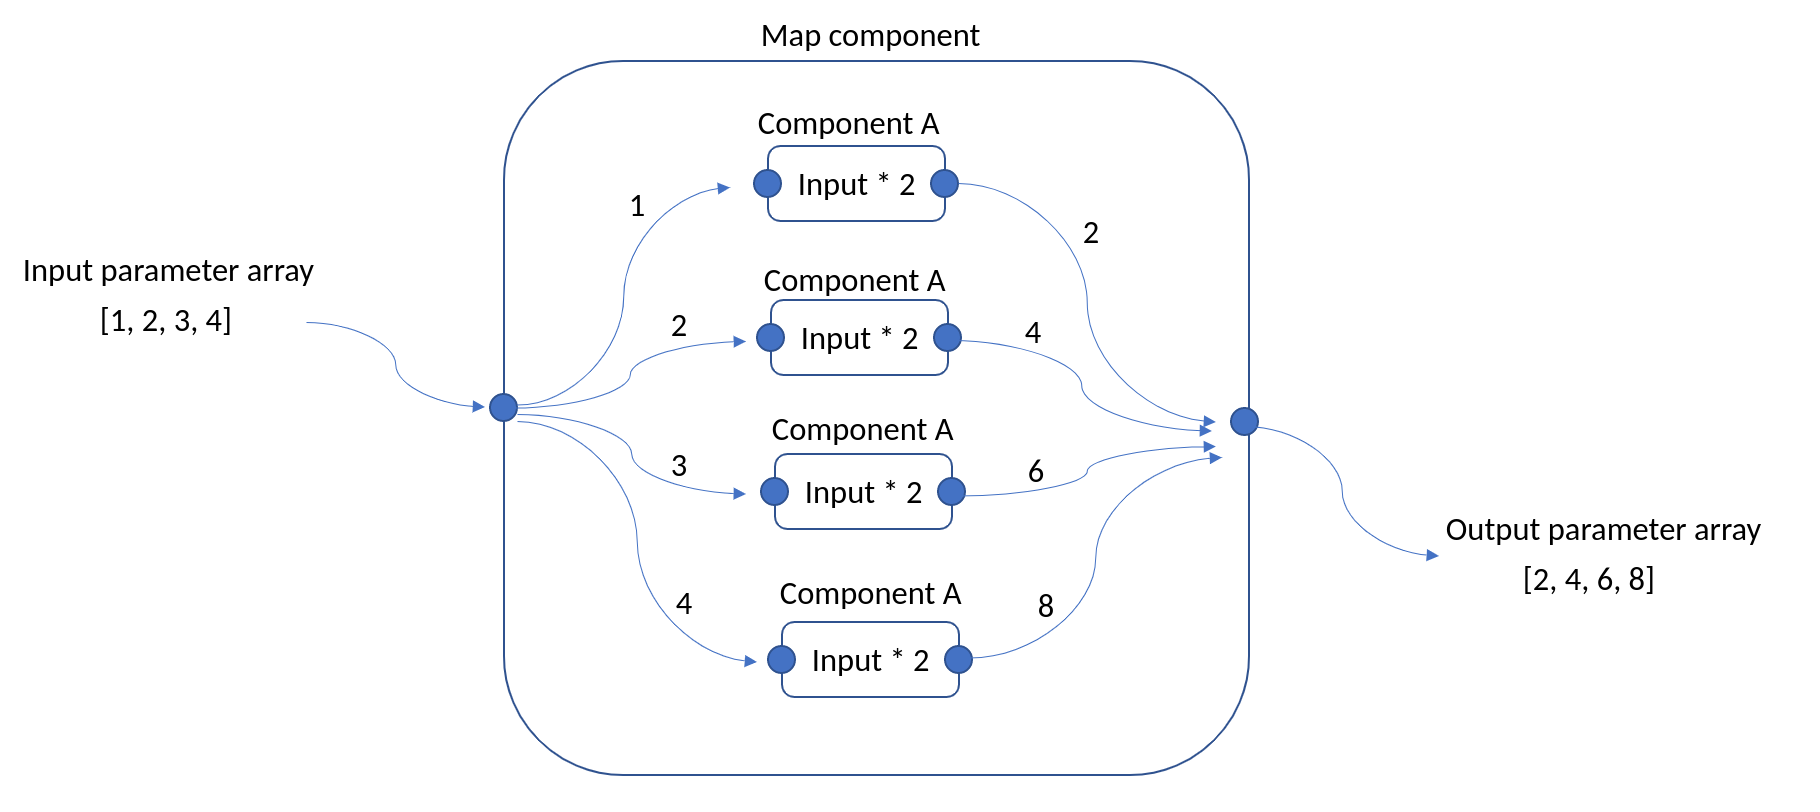 Map component
Component A
Input * 2
1
2
Input parameter array
[1, 2, 3, 4]
Component A
Input * 2
2
4
Component A
Input * 2
3
6
Output parameter array
[2, 4, 6, 8]
Component A
Input * 2
4
8